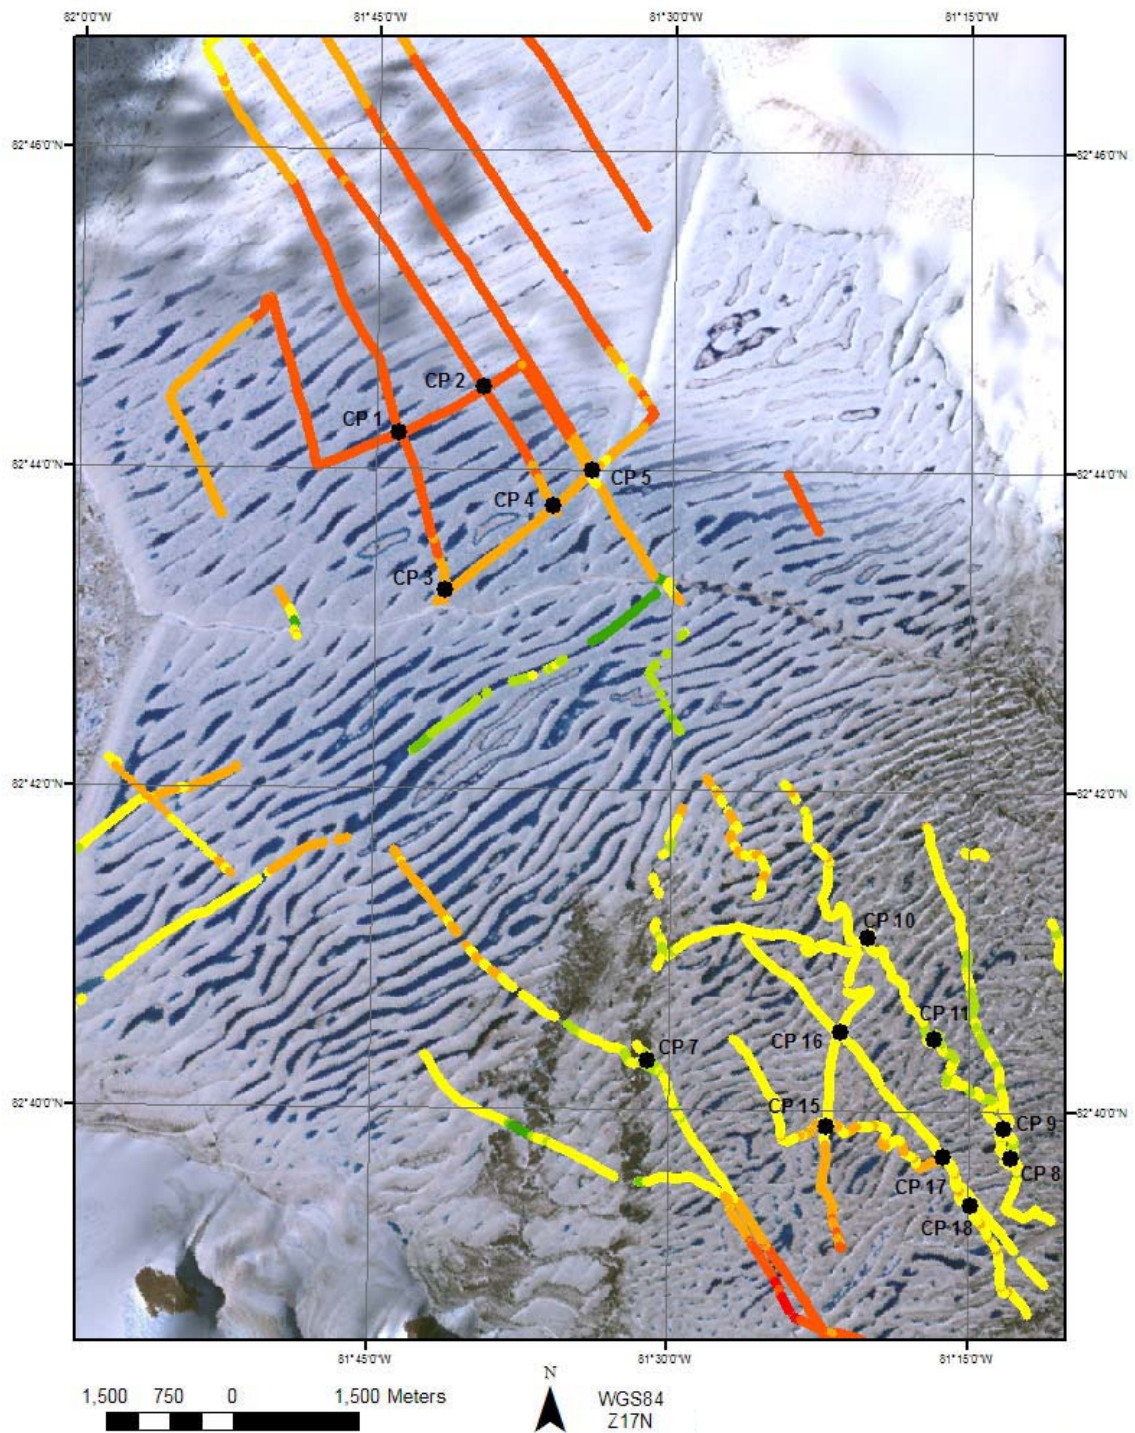 82°0'0"W 81°45'0"W 81°30'0"W 81°15'0"W
82°46'0"N 82°46'0"N
CP 2
CP 1
82°44'0"N 82°44'0"N
CP 5
CP 4
CP 3
82°42'0"N 82°42'0"N
CP 10
CP 11
CP 16
CP 7
82°40'0"N 82°40'0"N
CP 15
CP 9
CP 8
CP 17
CP 18
81°45'0"W 81°30'0"W 81°15'0"W
N
1,500 750 0 1,500 Meters
WGS84
Z17N